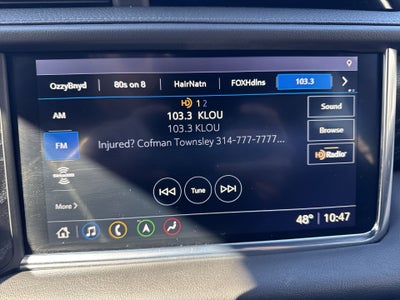 OzzyBnyd 80s on 8 HairNatn FOXHdlns 103.3
HD 1 2
AM 103.3 KLOU Sound
103.3 KLOU
Browse
FM Injured? Cofman Townsley 314-777-7777...
HD Radio
Tune
More >
48° 10:47